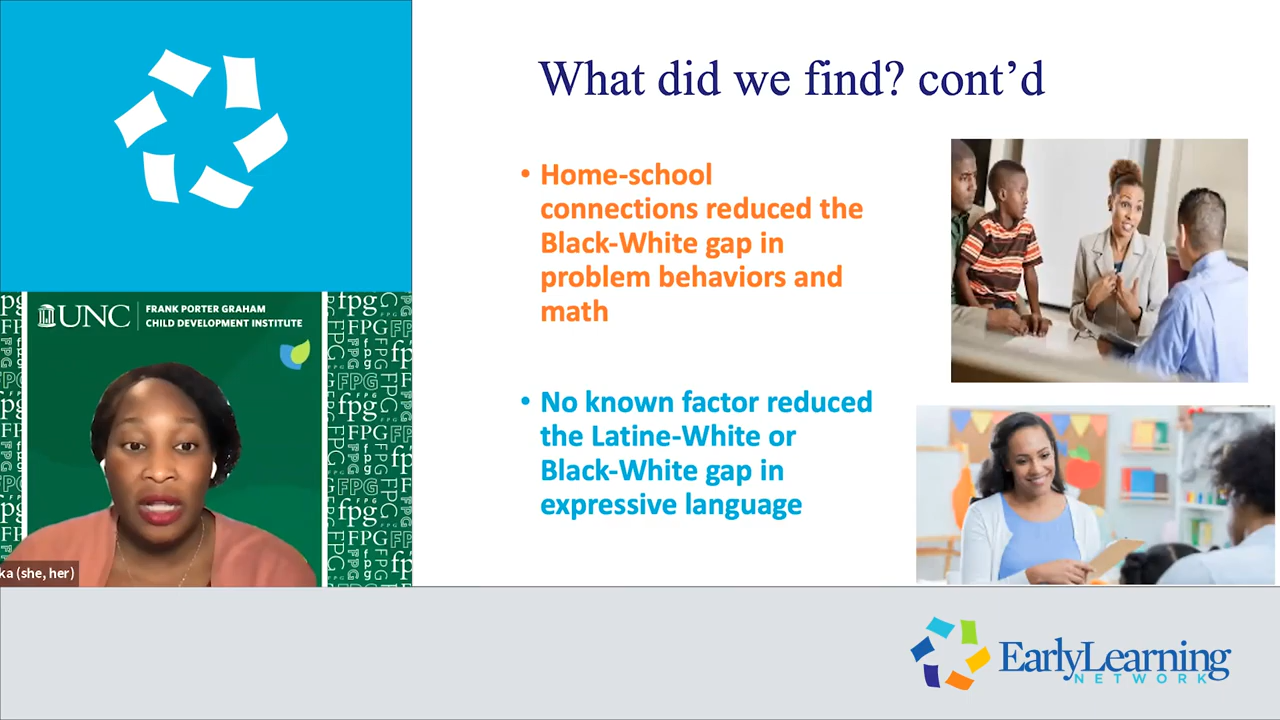 What did we find? cont’d
• Home-school
connections reduced the
Black-White gap in
problem behaviors and
math
• No known factor reduced
the Latine-White or
Black-White gap in
expressive language
UNC
FRANK PORTER GRAHAM
CHILD DEVELOPMENT INSTITUTE
fpg
FPG
ka (she, her)
EarlyLearning
NETWORK